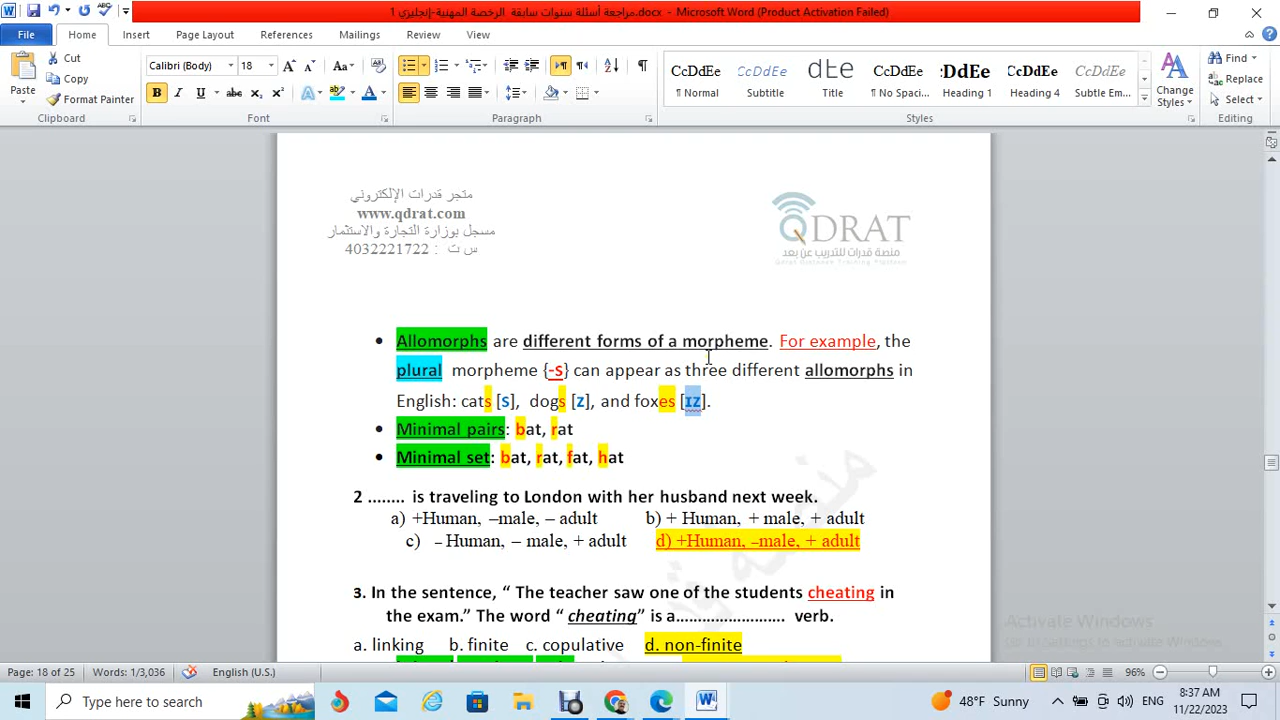 مراجعة أسئلة سنوات سابقة الرخصة المهنية-إنجليزي 1.docx - Microsoft Word (Product Activation Failed)
File Home Insert Page Layout References Mailings Review View
Paste Cut Copy Format Painter
Clipboard
Calibri (Body) 18
Font
Paragraph
AaBbCcDdEe
¶ Normal Subtitle Title ¶ No Spaci... Heading 1 Heading 4 Subtle Em...
Change Styles
Styles
Find Replace Select
Editing
متجر قدرات الإلكتروني
www.qdrat.com
مسجل بوزارة التجارة والاستثمار
س ت : 4032221722
QDRAT
منصة قدرات للتدريب عن بعد
• Allomorphs are different forms of a morpheme. For example, the
plural morpheme {-s} can appear as three different allomorphs in
English: cats [s], dogs [z], and foxes [ɪz].
• Minimal pairs: bat, rat
• Minimal set: bat, rat, fat, hat
2 ........ is traveling to London with her husband next week.
a) +Human, –male, – adult b) + Human, + male, + adult
c) – Human, – male, + adult d) +Human, –male, + adult
3. In the sentence, “ The teacher saw one of the students cheating in
the exam.” The word “ cheating” is a........................ verb.
a. linking b. finite c. copulative d. non-finite
Activate Windows
Go to Settings to activate Windows.
Page: 18 of 25 Words: 1/3,036 English (U.S.) 96%
Type here to search
48°F Sunny ENG
8:37 AM
11/22/2023